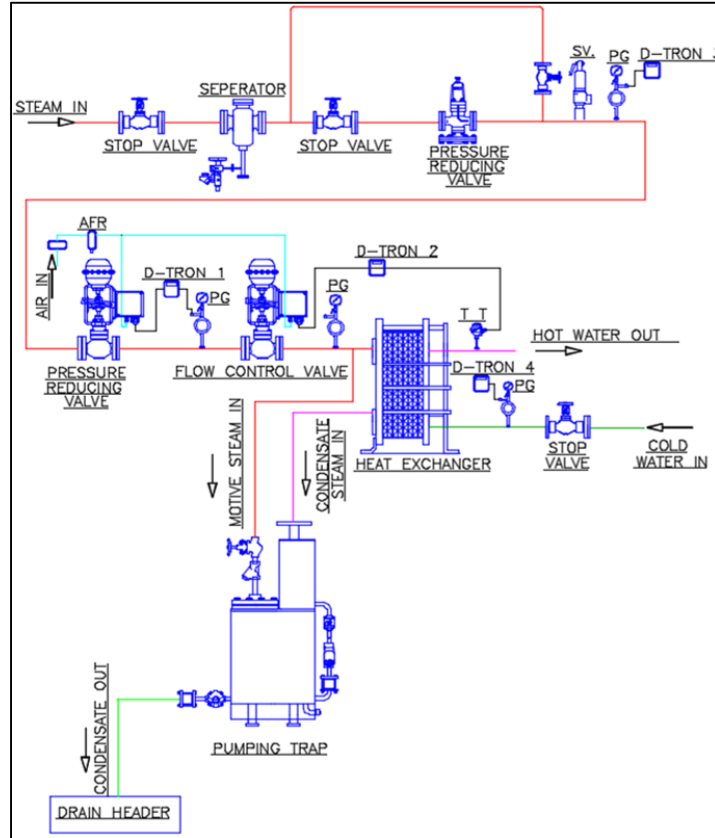 STEAM IN
STOP VALVE
SEPERATOR
STOP VALVE
PRESSURE
REDUCING
VALVE
SV.
PG
D-TRON 3
AIR IN
AFR
PRESSURE
REDUCING
VALVE
D-TRON 1
PG
FLOW CONTROL VALVE
PG
D-TRON 2
T T
HOT WATER OUT
D-TRON 4
PG
HEAT EXCHANGER
STOP
VALVE
COLD
WATER IN
MOTIVE STEAM IN
CONDENSATE
STEAM IN
PUMPING TRAP
CONDENSATE OUT
DRAIN HEADER